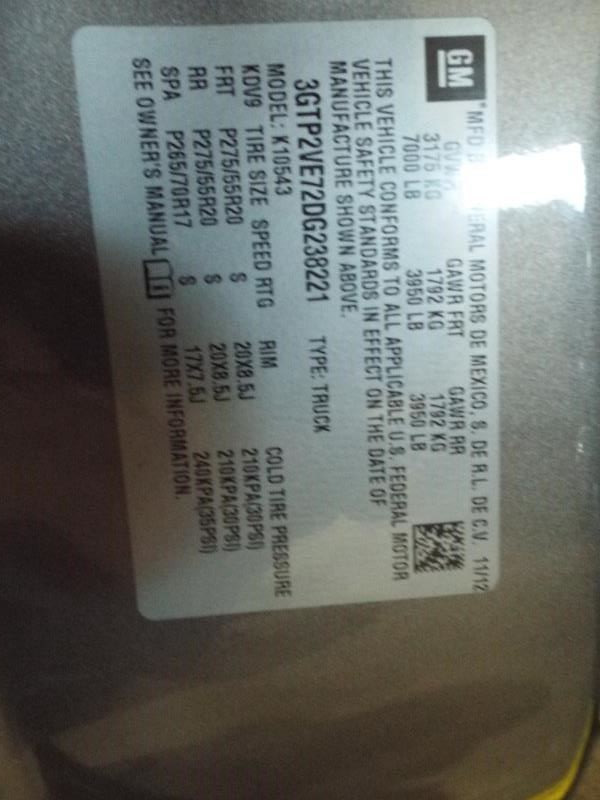 GM
MFD GENERAL MOTORS DE MEXICO, S. DE R.L. DE C.V. 11/12
GAWR FRT GAWR RR
3175 KG 1792 KG 1792 KG
7000 LB 3950 LB 3950 LB
THIS VEHICLE CONFORMS TO ALL APPLICABLE U.S. FEDERAL MOTOR
VEHICLE SAFETY STANDARDS IN EFFECT ON THE DATE OF
MANUFACTURE SHOWN ABOVE.
3GTP2VE72DG238221 TYPE: TRUCK
MODEL: K10543
KDV9 TIRE SIZE SPEED RTG RIM COLD TIRE PRESSURE
FRT P275/55R20 S 20X8.5J 210KPA(30PSI)
RR P275/55R20 S 20X8.5J 210KPA(30PSI)
SPA P265/70R17 S 17X7.5J 240KPA(35PSI)
SEE OWNER'S MANUAL FOR MORE INFORMATION.